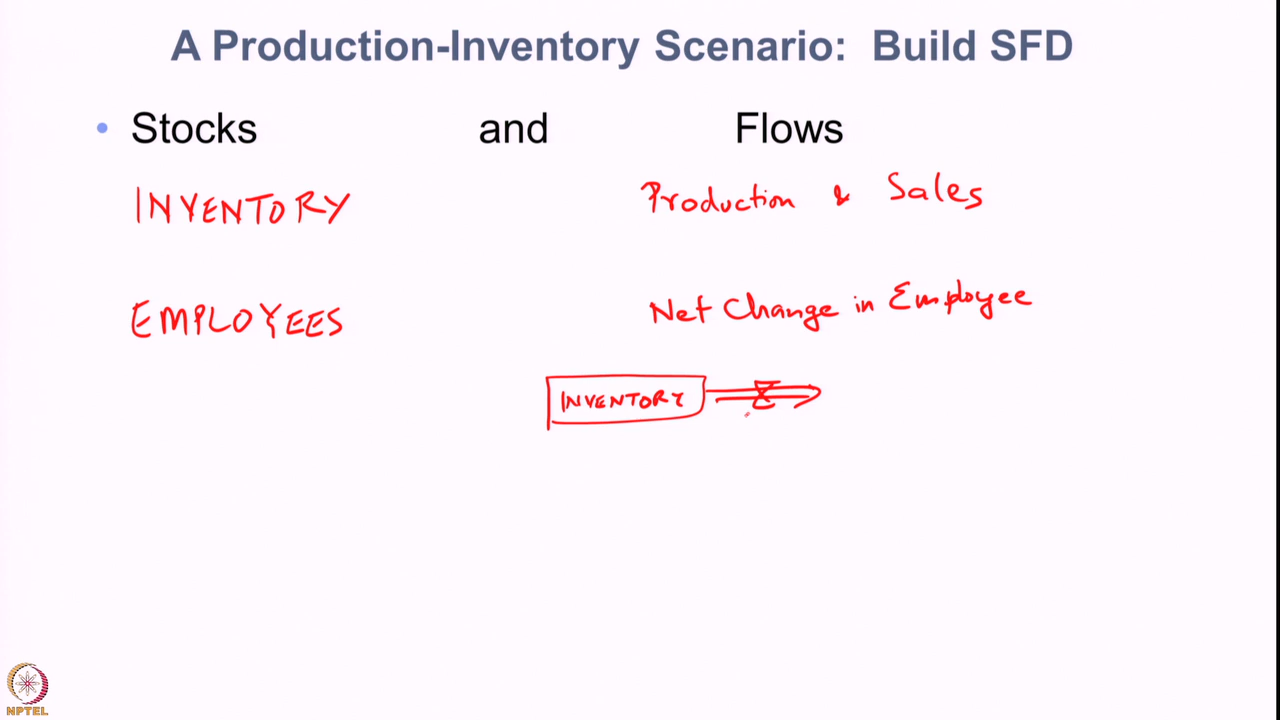 A Production-Inventory Scenario: Build SFD
• Stocks and Flows
INVENTORY Production & Sales
EMPLOYEES Net Change in Employee
INVENTORY
NPTEL